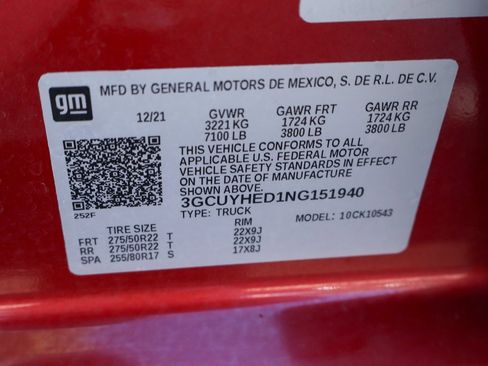 gm MFD BY GENERAL MOTORS DE MEXICO, S. DE R.L. DE C.V.
12/21 GVWR GAWR FRT GAWR RR
3221 KG 1724 KG 1724 KG
7100 LB 3800 LB 3800 LB
THIS VEHICLE CONFORMS TO ALL
APPLICABLE U.S. FEDERAL MOTOR
VEHICLE SAFETY STANDARDS IN EFFECT
ON THE DATE OF MANUFACTURE
SHOWN ABOVE.
3GCUYHED1NG151940
252F TYPE: TRUCK MODEL: 10CK10543
TIRE SIZE RIM
FRT 275/50R22 T 22X9J
RR 275/50R22 T 22X9J
SPA 255/80R17 S 17X8J